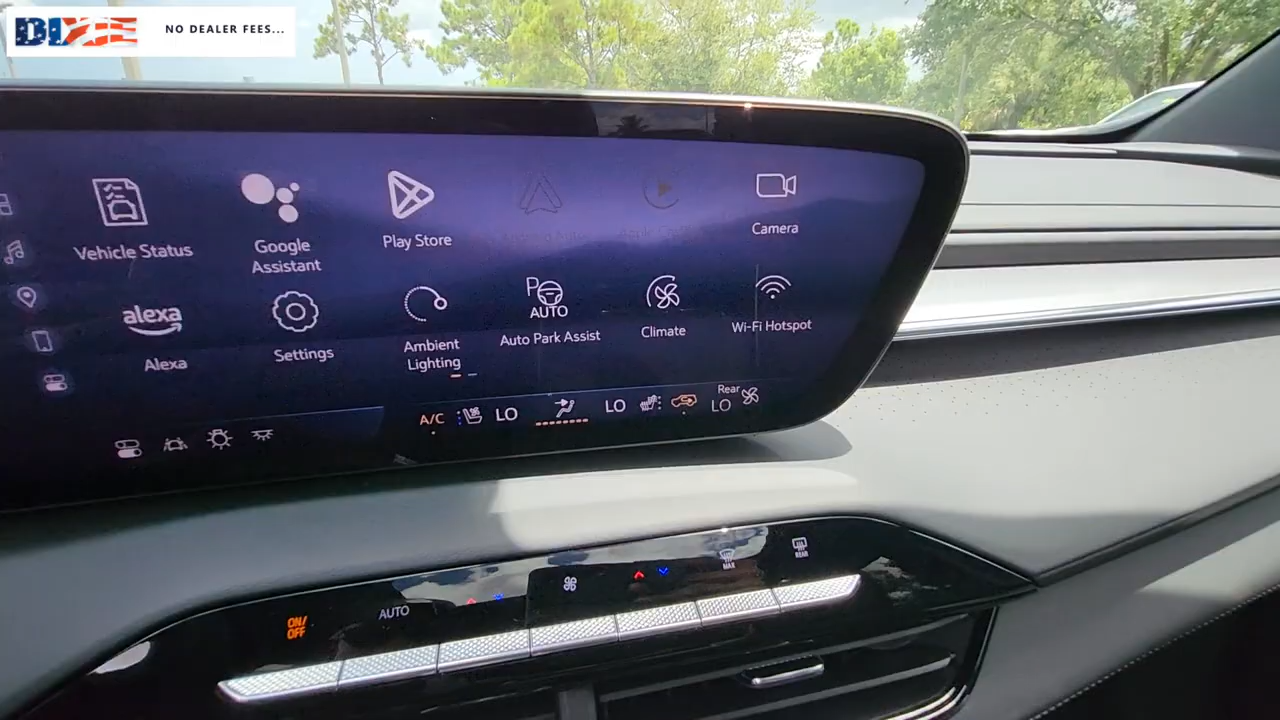 DIXIE
NO DEALER FEES...
Vehicle Status
Google
Assistant
Play Store
Camera
alexa
Alexa
Settings
Ambient
Lighting
P
AUTO
Auto Park Assist
Climate
Wi-Fi Hotspot
A/C
LO
LO
Rear
LO
ON/
OFF
AUTO
MAX
REAR